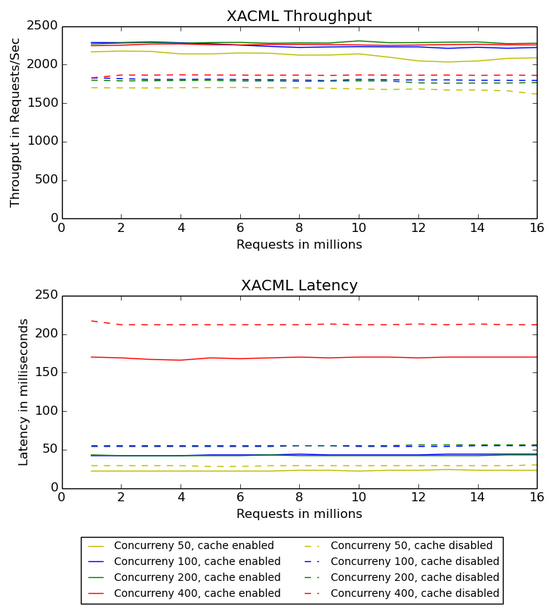 XACML Throughput
Througput in Requests/Sec
2500
2000
1500
1000
500
0
0 2 4 6 8 10 12 14 16
Requests in millions
XACML Latency
Latency in milliseconds
250
200
150
100
50
0
0 2 4 6 8 10 12 14 16
Requests in millions
Concurreny 50, cache enabled
Concurreny 100, cache enabled
Concurreny 200, cache enabled
Concurreny 400, cache enabled
Concurreny 50, cache disabled
Concurreny 100, cache disabled
Concurreny 200, cache disabled
Concurreny 400, cache disabled